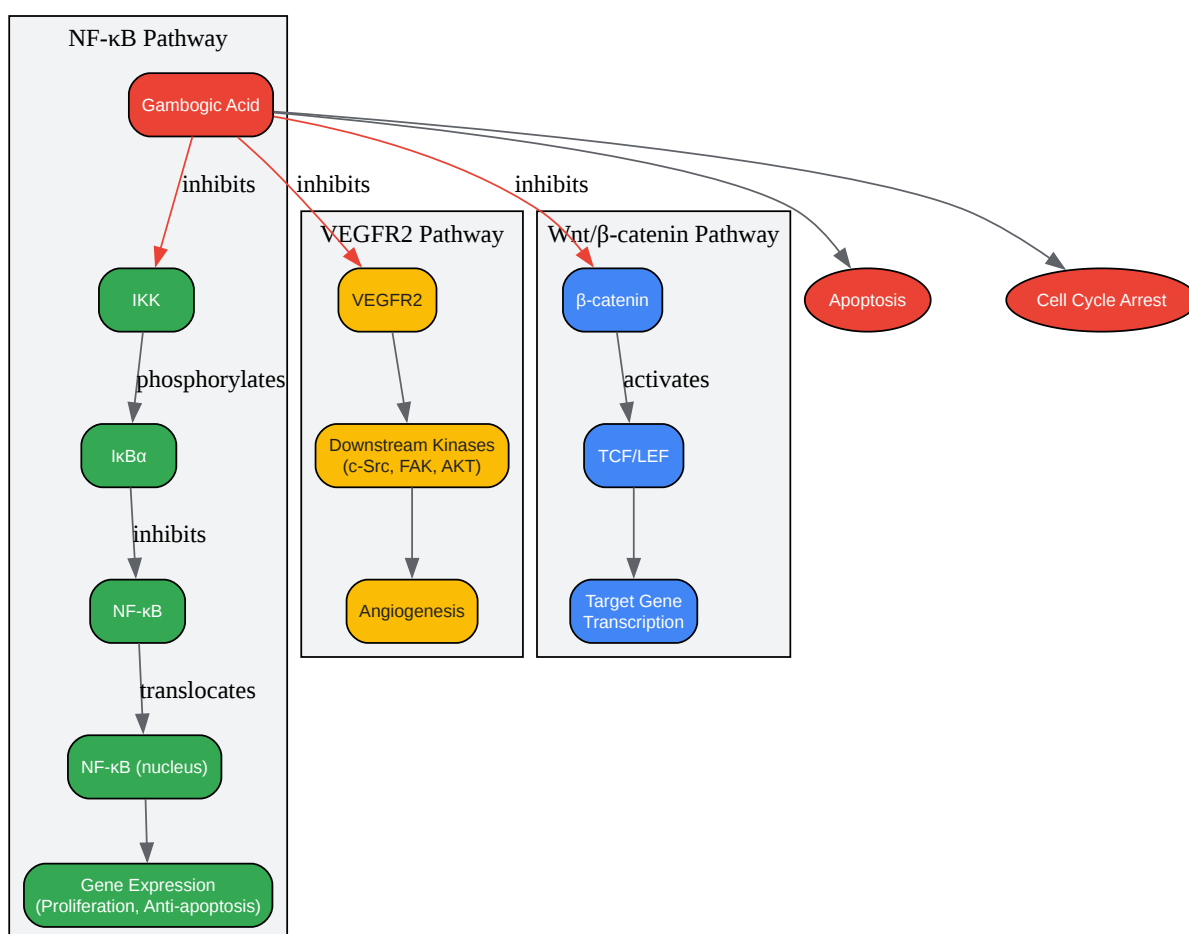 NF-κB Pathway
Gambogic Acid
inhibits
inhibits
inhibits
VEGFR2 Pathway
Wnt/β-catenin Pathway
IKK
VEGFR2
β-catenin
Apoptosis
Cell Cycle Arrest
phosphorylates
activates
IκBα
Downstream Kinases
(c-Src, FAK, AKT)
TCF/LEF
inhibits
NF-κB
Angiogenesis
Target Gene
Transcription
translocates
NF-κB (nucleus)
Gene Expression
(Proliferation, Anti-apoptosis)